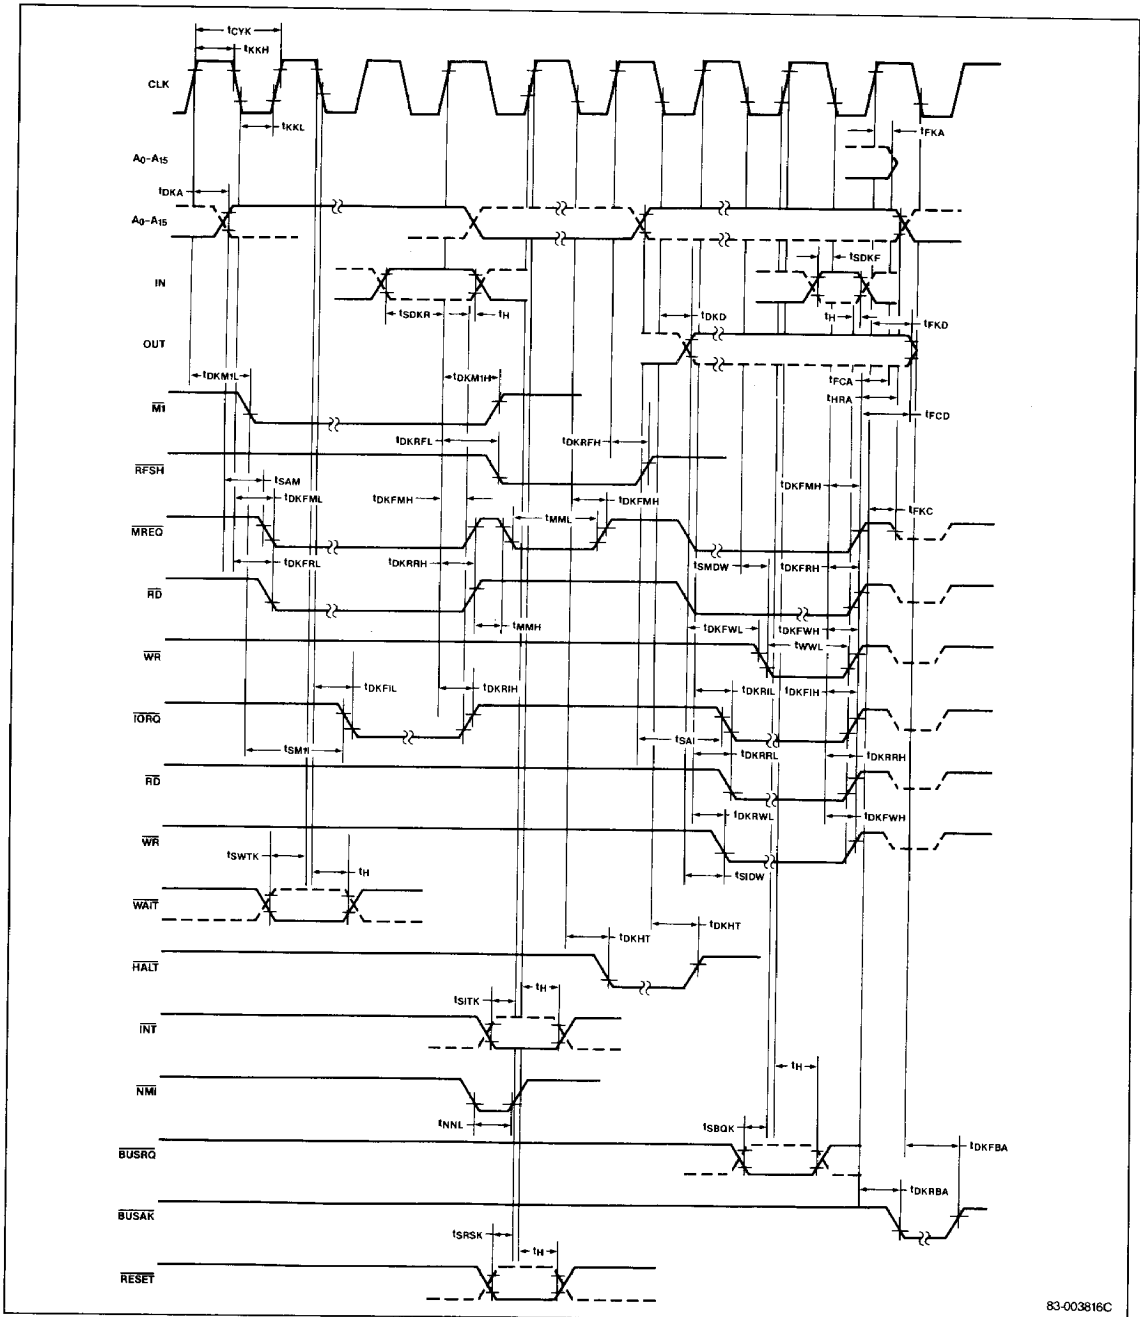 tCYK
tKKH
CLK
tKKL
tFKA
A0-A15
tDKA
A0-A15
tSDKF
IN
tSDKR
tH
tDKD
tH
tFKD
OUT
tDKM1L
tDKM1H
tFCA
tHRA
M1
tFCD
tDKRFL
tDKRFH
RFSH
tSAM
tDKFML
tDKFMH
tDKFMH
tDKFMH
tFKC
tMML
MREQ
tDKFRL
tDKRRH
tSMDW
tDKFRH
RD
tMMH
tDKFWL
tDKFWH
tWWL
WR
tDKFIL
tDKRIH
tDKRIL
tDKFIH
IORQ
tSM1I
tSAI
tDKRRL
tDKRRH
RD
tDKRWL
tDKFWH
WR
tSWTK
tH
tSIDW
WAIT
tDKHT
tDKHT
HALT
tSITK
tH
INT
tH
NMI
tNNL
tSBQK
BUSRQ
tDKFBA
tDKRBA
BUSAK
tSRSK
tH
RESET
83-003816C